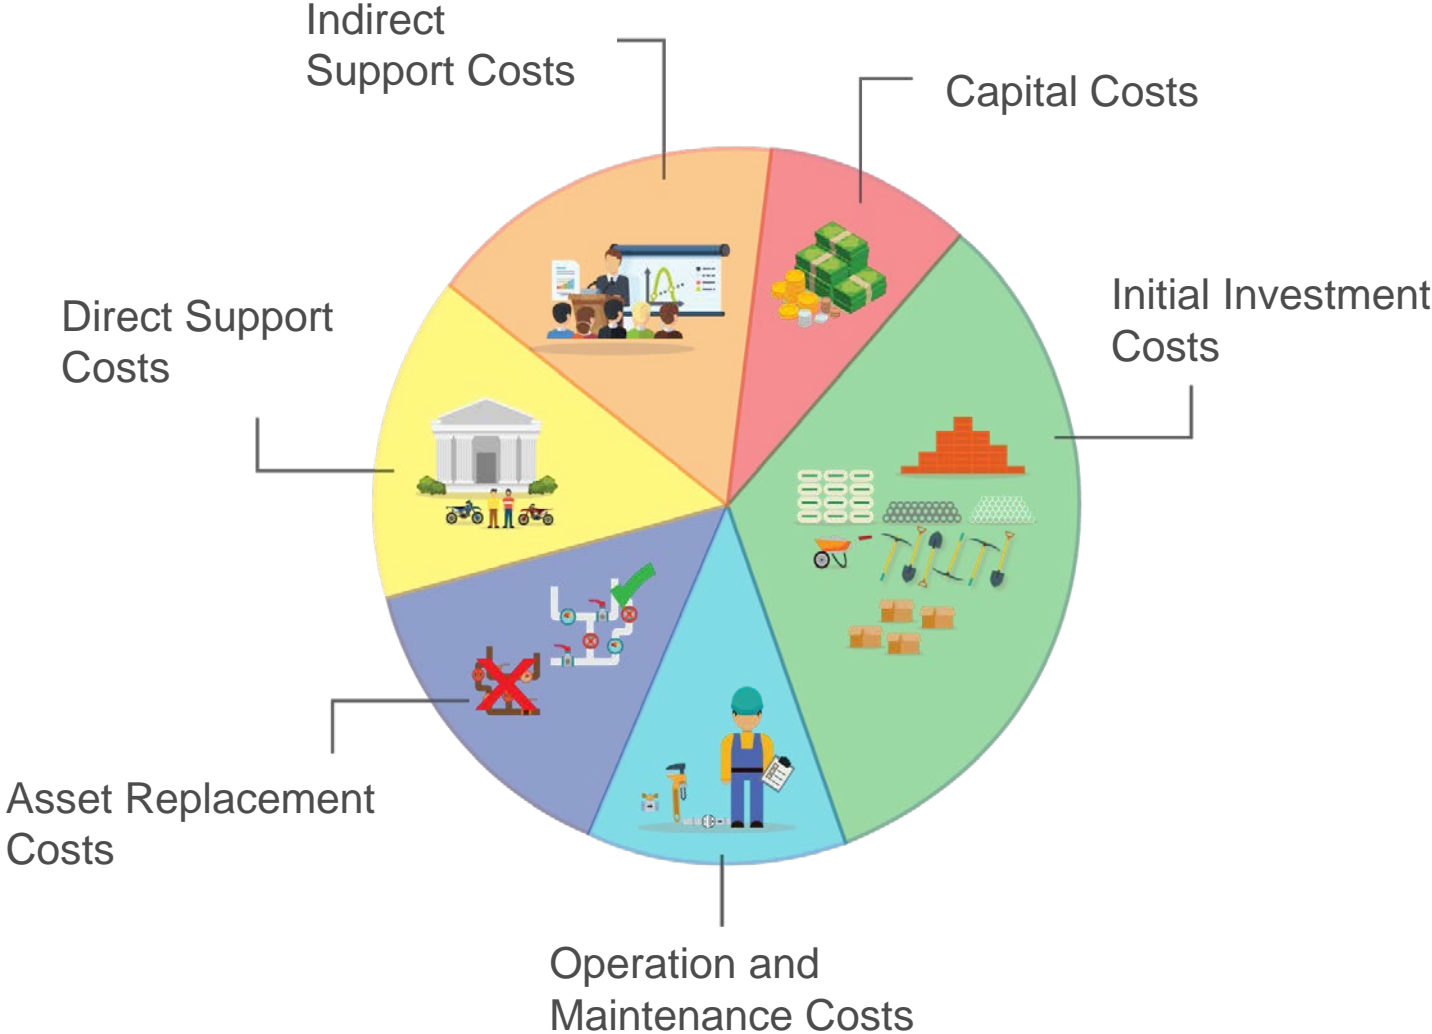 Indirect
Support Costs
Capital Costs
Initial Investment
Costs
Direct Support
Costs
Asset Replacement
Costs
Operation and
Maintenance Costs